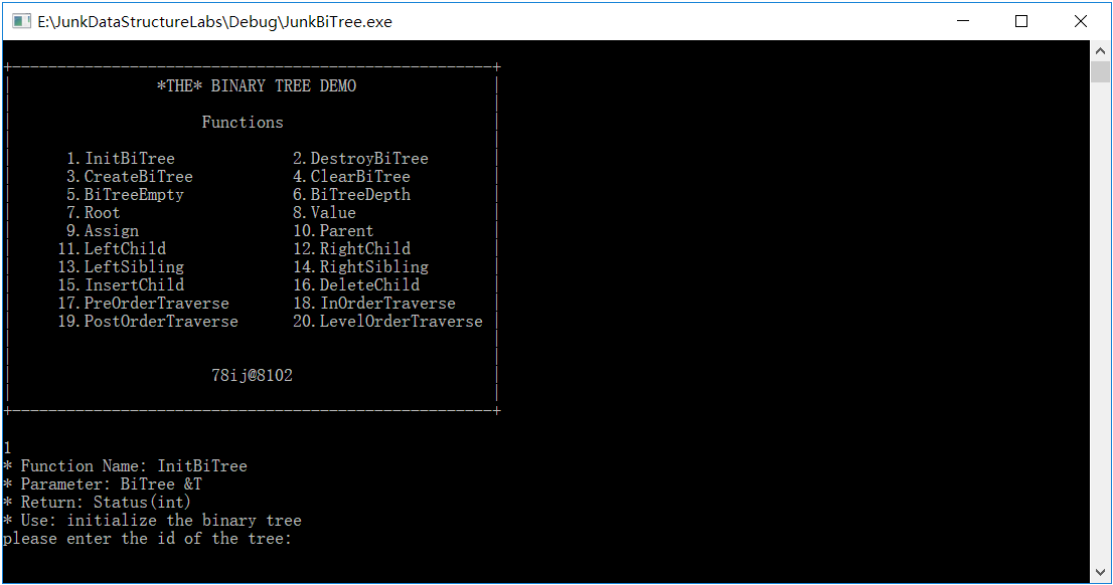 E:\JunkDataStructureLabs\Debug\JunkBiTree.exe
*THE* BINARY TREE DEMO
Functions
1.InitBiTree 2.DestroyBiTree
3.CreateBiTree 4.ClearBiTree
5.BiTreeEmpty 6.BiTreeDepth
7.Root 8.Value
9.Assign 10.Parent
11.LeftChild 12.RightChild
13.LeftSibling 14.RightSibling
15.InsertChild 16.DeleteChild
17.PreOrderTraverse 18.InOrderTraverse
19.PostOrderTraverse 20.LevelOrderTraverse
78ij@8102
1
* Function Name: InitBiTree
* Parameter: BiTree &T
* Return: Status(int)
* Use: initialize the binary tree
please enter the id of the tree: